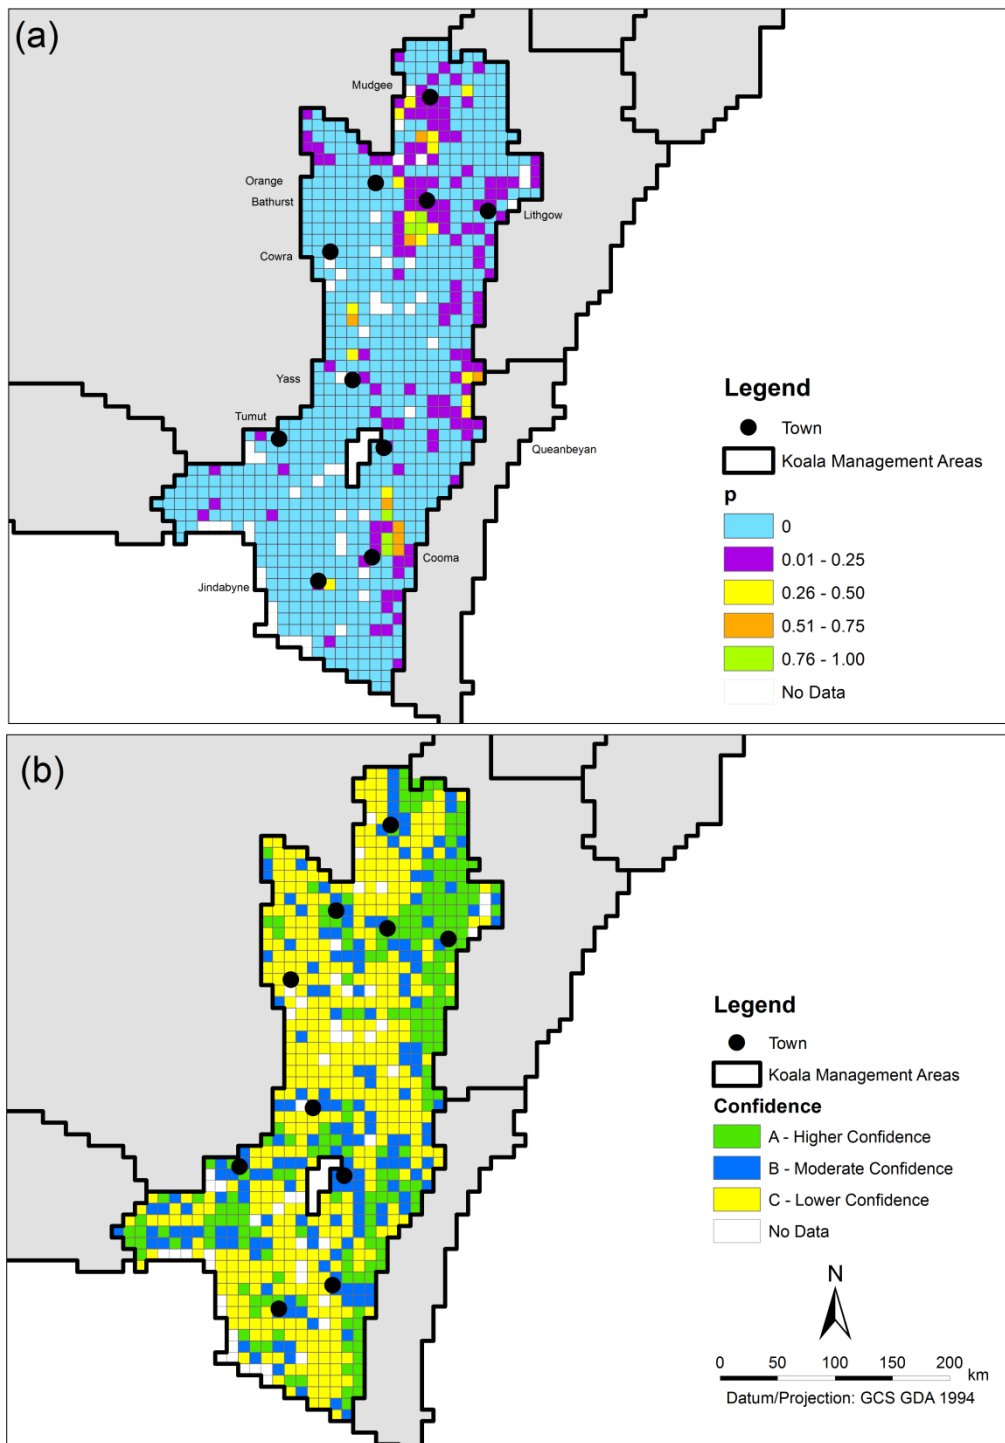 (a)
Mudgee
Orange
Bathurst
Lithgow
Cowra
Yass
Tumut
Queanbeyan
Cooma
Jindabyne
Legend
Town
Koala Management Areas
p
0
0.01 - 0.25
0.26 - 0.50
0.51 - 0.75
0.76 - 1.00
No Data
(b)
Legend
Town
Koala Management Areas
Confidence
A - Higher Confidence
B - Moderate Confidence
C - Lower Confidence
No Data
N
0 50 100 150 200
km
Datum/Projection: GCS GDA 1994